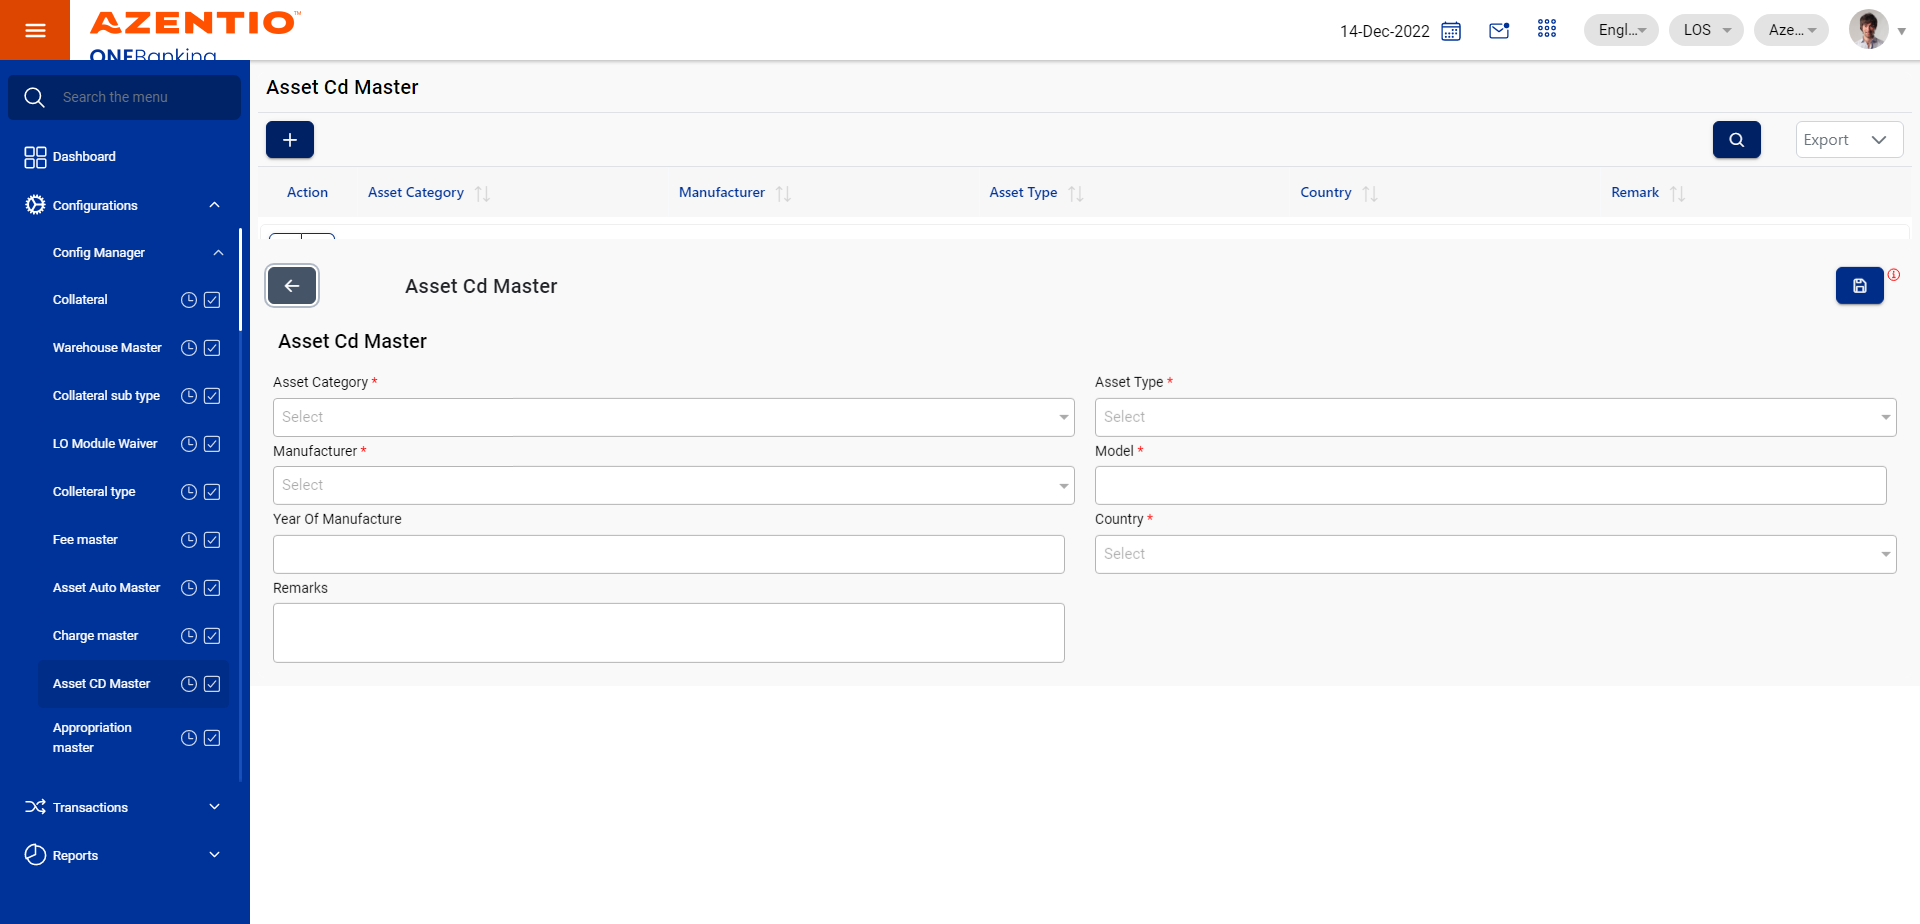 AZENTIO™
ONEBanking
14-Dec-2022
Engl...
LOS
Aze...
Search the menu
Dashboard
Configurations
Config Manager
Collateral
Warehouse Master
Collateral sub type
LO Module Waiver
Colleteral type
Fee master
Asset Auto Master
Charge master
Asset CD Master
Appropriation
master
Transactions
Reports
Asset Cd Master
Export
Action
Asset Category
Manufacturer
Asset Type
Country
Remark
Asset Cd Master
Asset Cd Master
Asset Category *
Select
Asset Type *
Select
Manufacturer *
Select
Model *
Year Of Manufacture
Country *
Select
Remarks